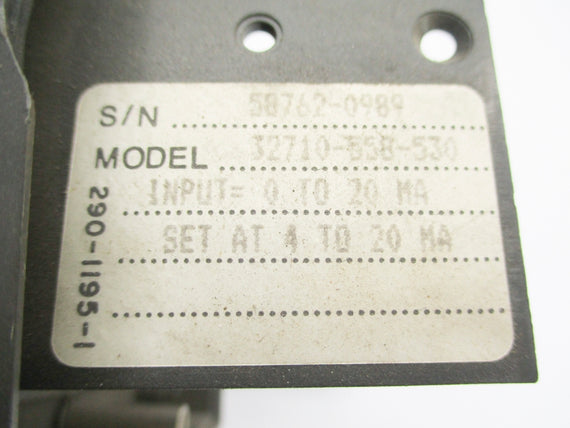 S/N 58762-0989
MODEL 32710-B58-530
INPUT= 0 TO 20 MA
SET AT 4 TO 20 MA
290-1195-1